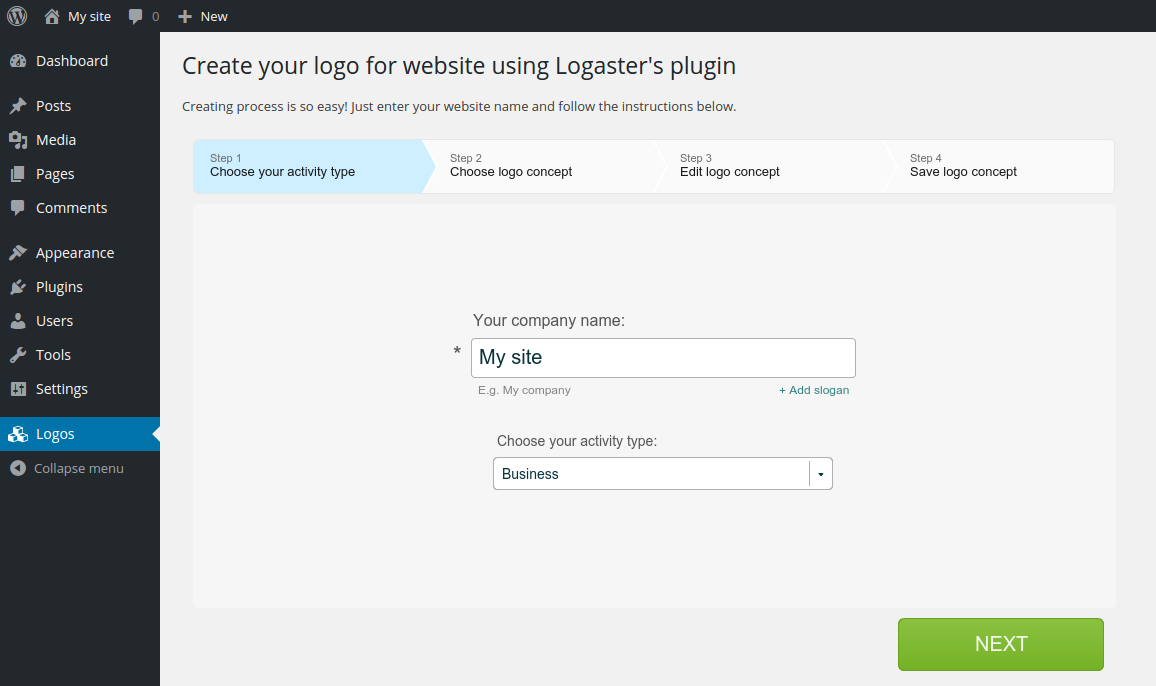 My site 0 New
Dashboard
Posts
Media
Pages
Comments
Appearance
Plugins
Users
Tools
Settings
Logos
Collapse menu
Create your logo for website using Logaster's plugin
Creating process is so easy! Just enter your website name and follow the instructions below.
Step 1
Choose your activity type
Step 2
Choose logo concept
Step 3
Edit logo concept
Step 4
Save logo concept
Your company name:
* My site
E.g. My company + Add slogan
Choose your activity type:
Business
NEXT